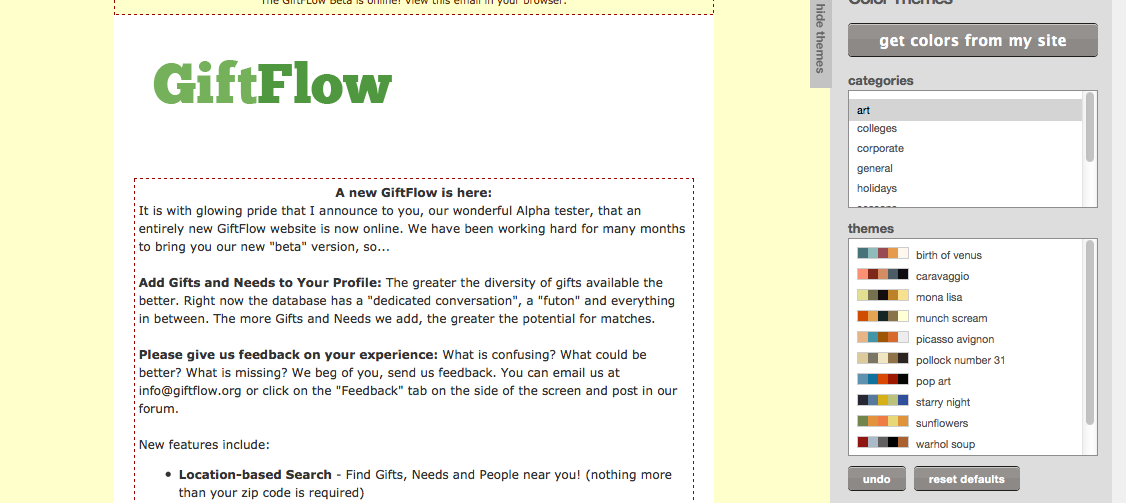 The GiftFLow Beta is online! View this email in your browser.
GiftFlow
A new GiftFlow is here:
It is with glowing pride that I announce to you, our wonderful Alpha tester, that an
entirely new GiftFlow website is now online. We have been working hard for many months
to bring you our new "beta" version, so...
Add Gifts and Needs to Your Profile: The greater the diversity of gifts available the
better. Right now the database has a "dedicated conversation", a "futon" and everything
in between. The more Gifts and Needs we add, the greater the potential for matches.
Please give us feedback on your experience: What is confusing? What could be
better? What is missing? We beg of you, send us feedback. You can email us at
info@giftflow.org or click on the "Feedback" tab on the side of the screen and post in our
forum.
New features include:
• Location-based Search - Find Gifts, Needs and People near you! (nothing more
than your zip code is required)
hide themes
Color Themes
get colors from my site
categories
art
colleges
corporate
general
holidays
seasons
themes
birth of venus
caravaggio
mona lisa
munch scream
picasso avignon
pollock number 31
pop art
starry night
sunflowers
warhol soup
undo
reset defaults